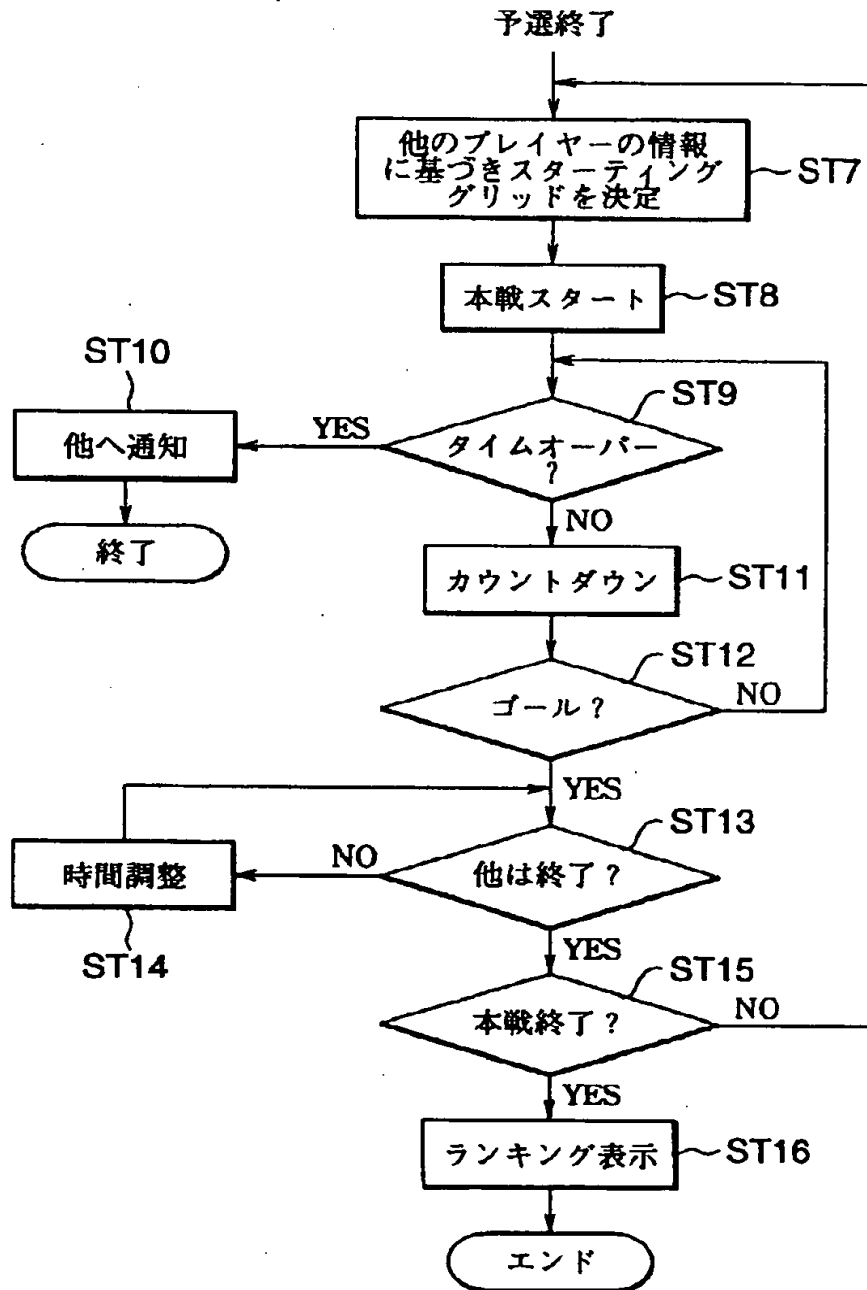 予選終了
他のプレイヤーの情報
に基づきスターティング
グリッドを決定
ST7
本戦スタート
ST8
ST9
タイムオーバー
?
YES
ST10
他へ通知
終了
NO
カウントダウン
ST11
ST12
ゴール?
NO
YES
ST13
他は終了?
NO
時間調整
ST14
YES
ST15
本戦終了?
NO
YES
ランキング表示
ST16
エンド